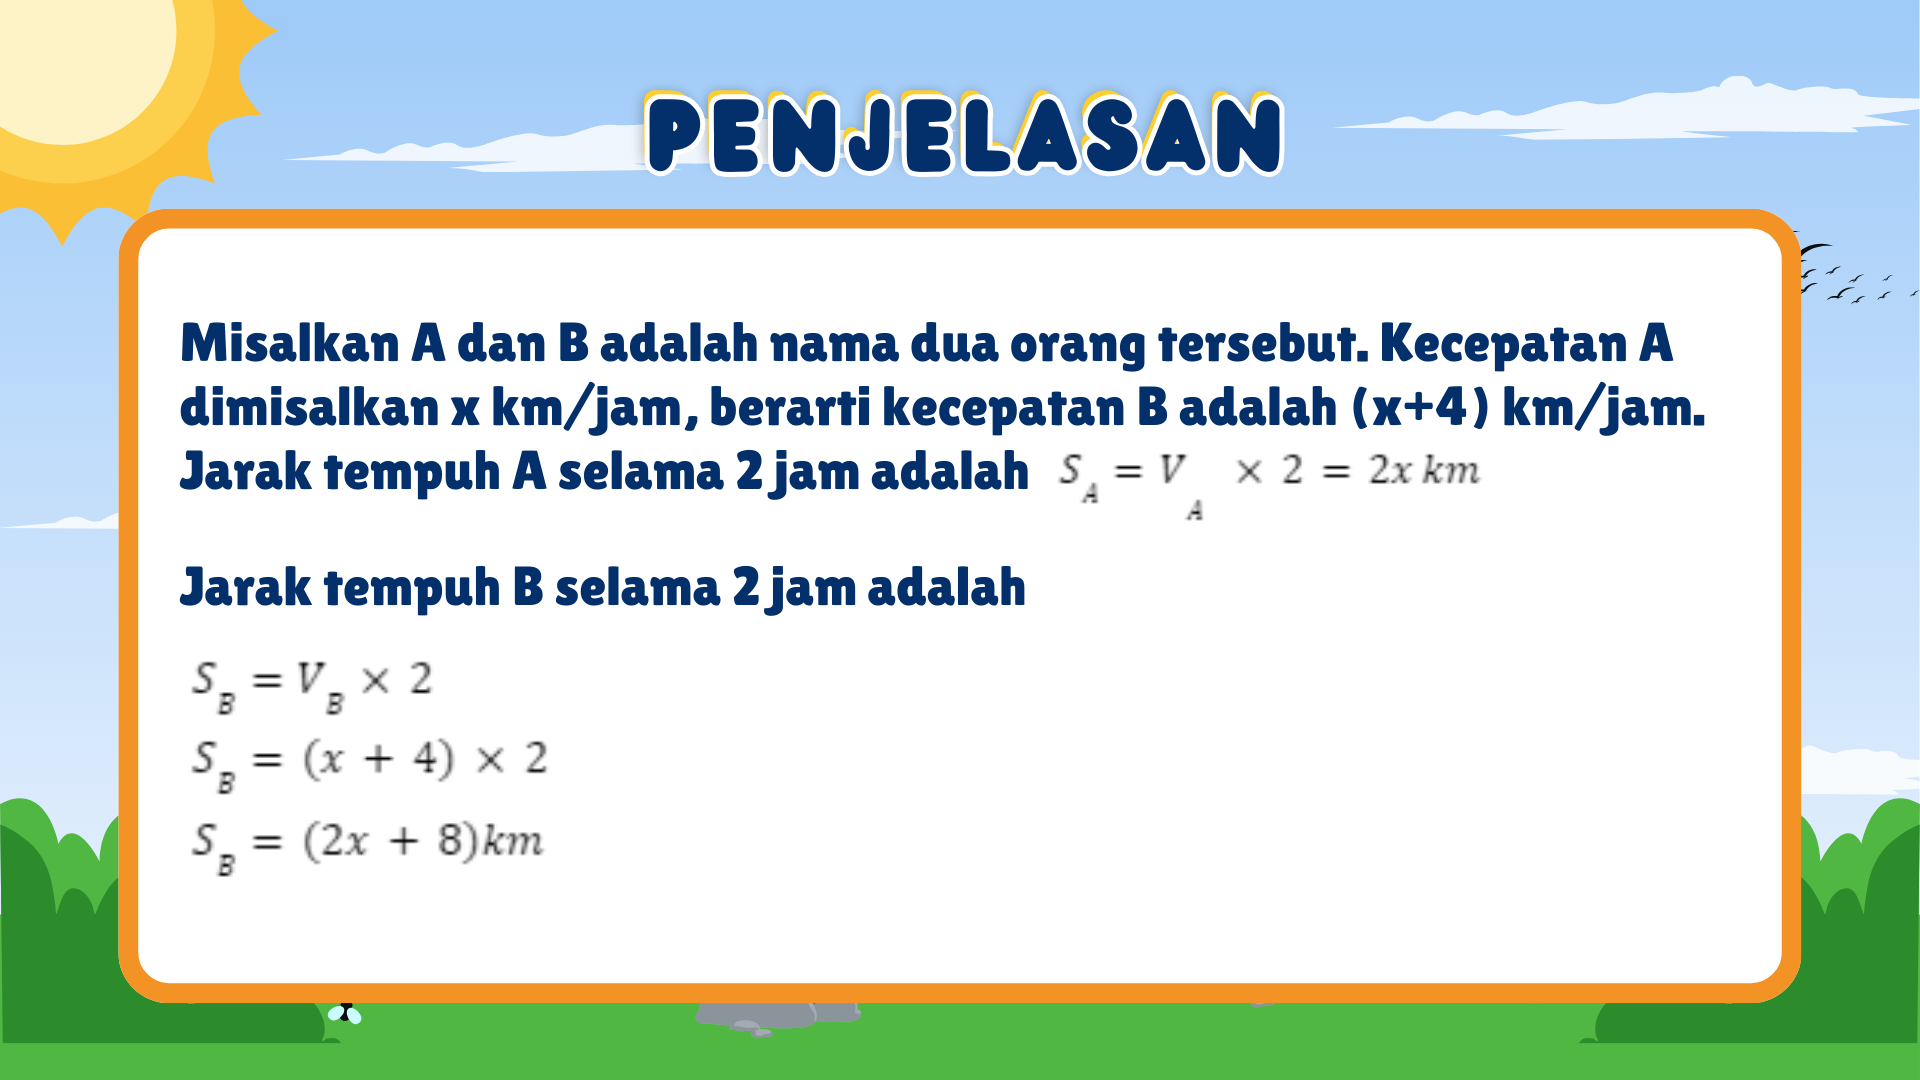 PENJELASAN
Misalkan A dan B adalah nama dua orang tersebut. Kecepatan A
dimisalkan x km/jam, berarti kecepatan B adalah (x+4) km/jam.
Jarak tempuh A selama 2 jam adalah S_A = V_A × 2 = 2x km
Jarak tempuh B selama 2 jam adalah
S_B = V_B × 2
S_B = (x + 4) × 2
S_B = (2x + 8)km